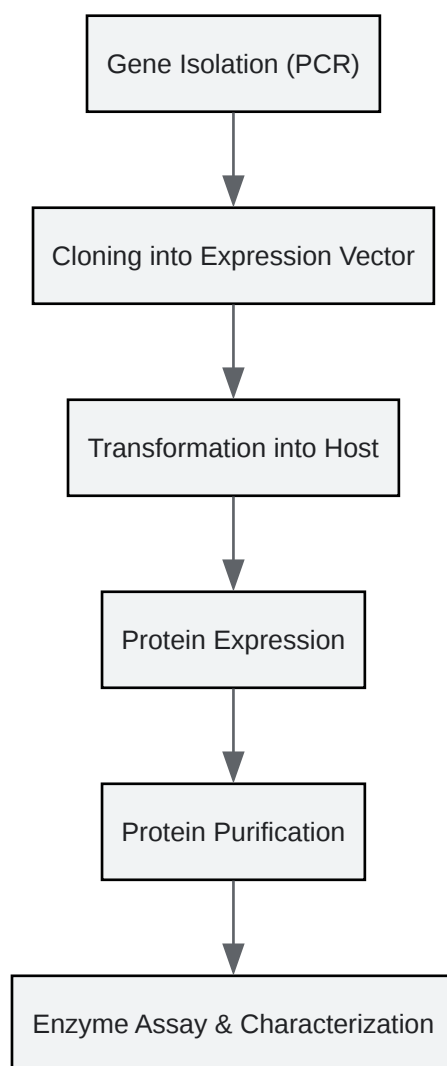 Gene Isolation (PCR)
Cloning into Expression Vector
Transformation into Host
Protein Expression
Protein Purification
Enzyme Assay & Characterization